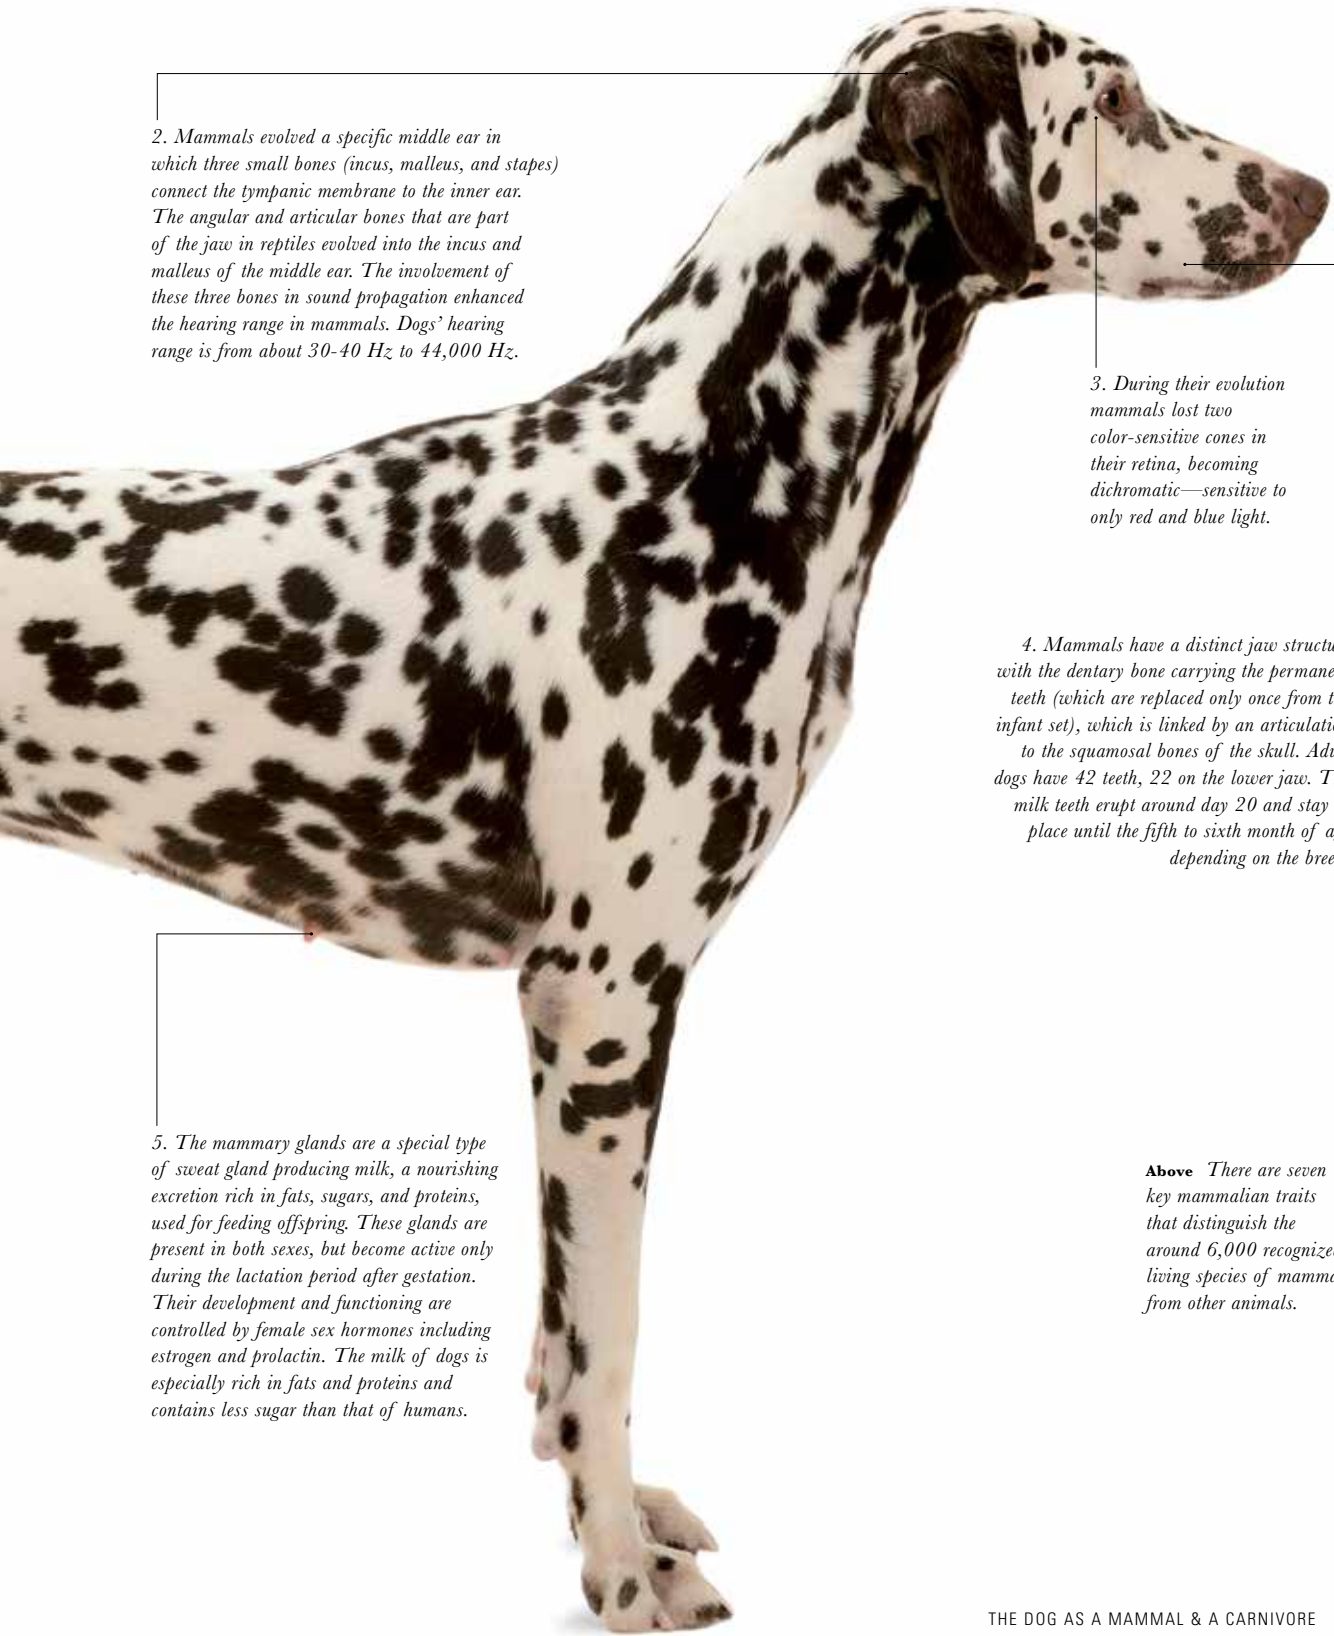 2. Mammals evolved a specific middle ear in
which three small bones (incus, malleus, and stapes)
connect the tympanic membrane to the inner ear.
The angular and articular bones that are part
of the jaw in reptiles evolved into the incus and
malleus of the middle ear. The involvement of
these three bones in sound propagation enhanced
the hearing range in mammals. Dogs’ hearing
range is from about 30-40 Hz to 44,000 Hz.
3. During their evolution
mammals lost two
color-sensitive cones in
their retina, becoming
dichromatic—sensitive to
only red and blue light.
4. Mammals have a distinct jaw structu
with the dentary bone carrying the permane
teeth (which are replaced only once from t
infant set), which is linked by an articulati
to the squamosal bones of the skull. Adu
dogs have 42 teeth, 22 on the lower jaw. T
milk teeth erupt around day 20 and stay
place until the fifth to sixth month of a
depending on the bree
5. The mammary glands are a special type
of sweat gland producing milk, a nourishing
excretion rich in fats, sugars, and proteins,
used for feeding offspring. These glands are
present in both sexes, but become active only
during the lactation period after gestation.
Their development and functioning are
controlled by female sex hormones including
estrogen and prolactin. The milk of dogs is
especially rich in fats and proteins and
contains less sugar than that of humans.
Above There are seven
key mammalian traits
that distinguish the
around 6,000 recognize
living species of mamma
from other animals.
THE DOG AS A MAMMAL & A CARNIVORE